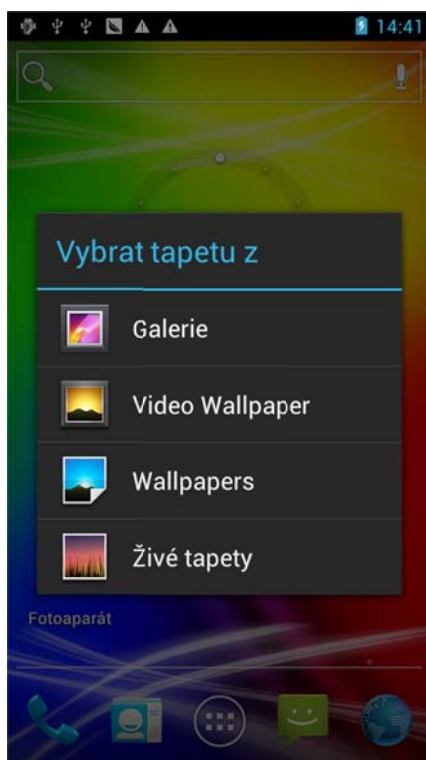 14:41
Vybrat tapetu z
Galerie
Video Wallpaper
Wallpapers
Živé tapety
Fotoaparát